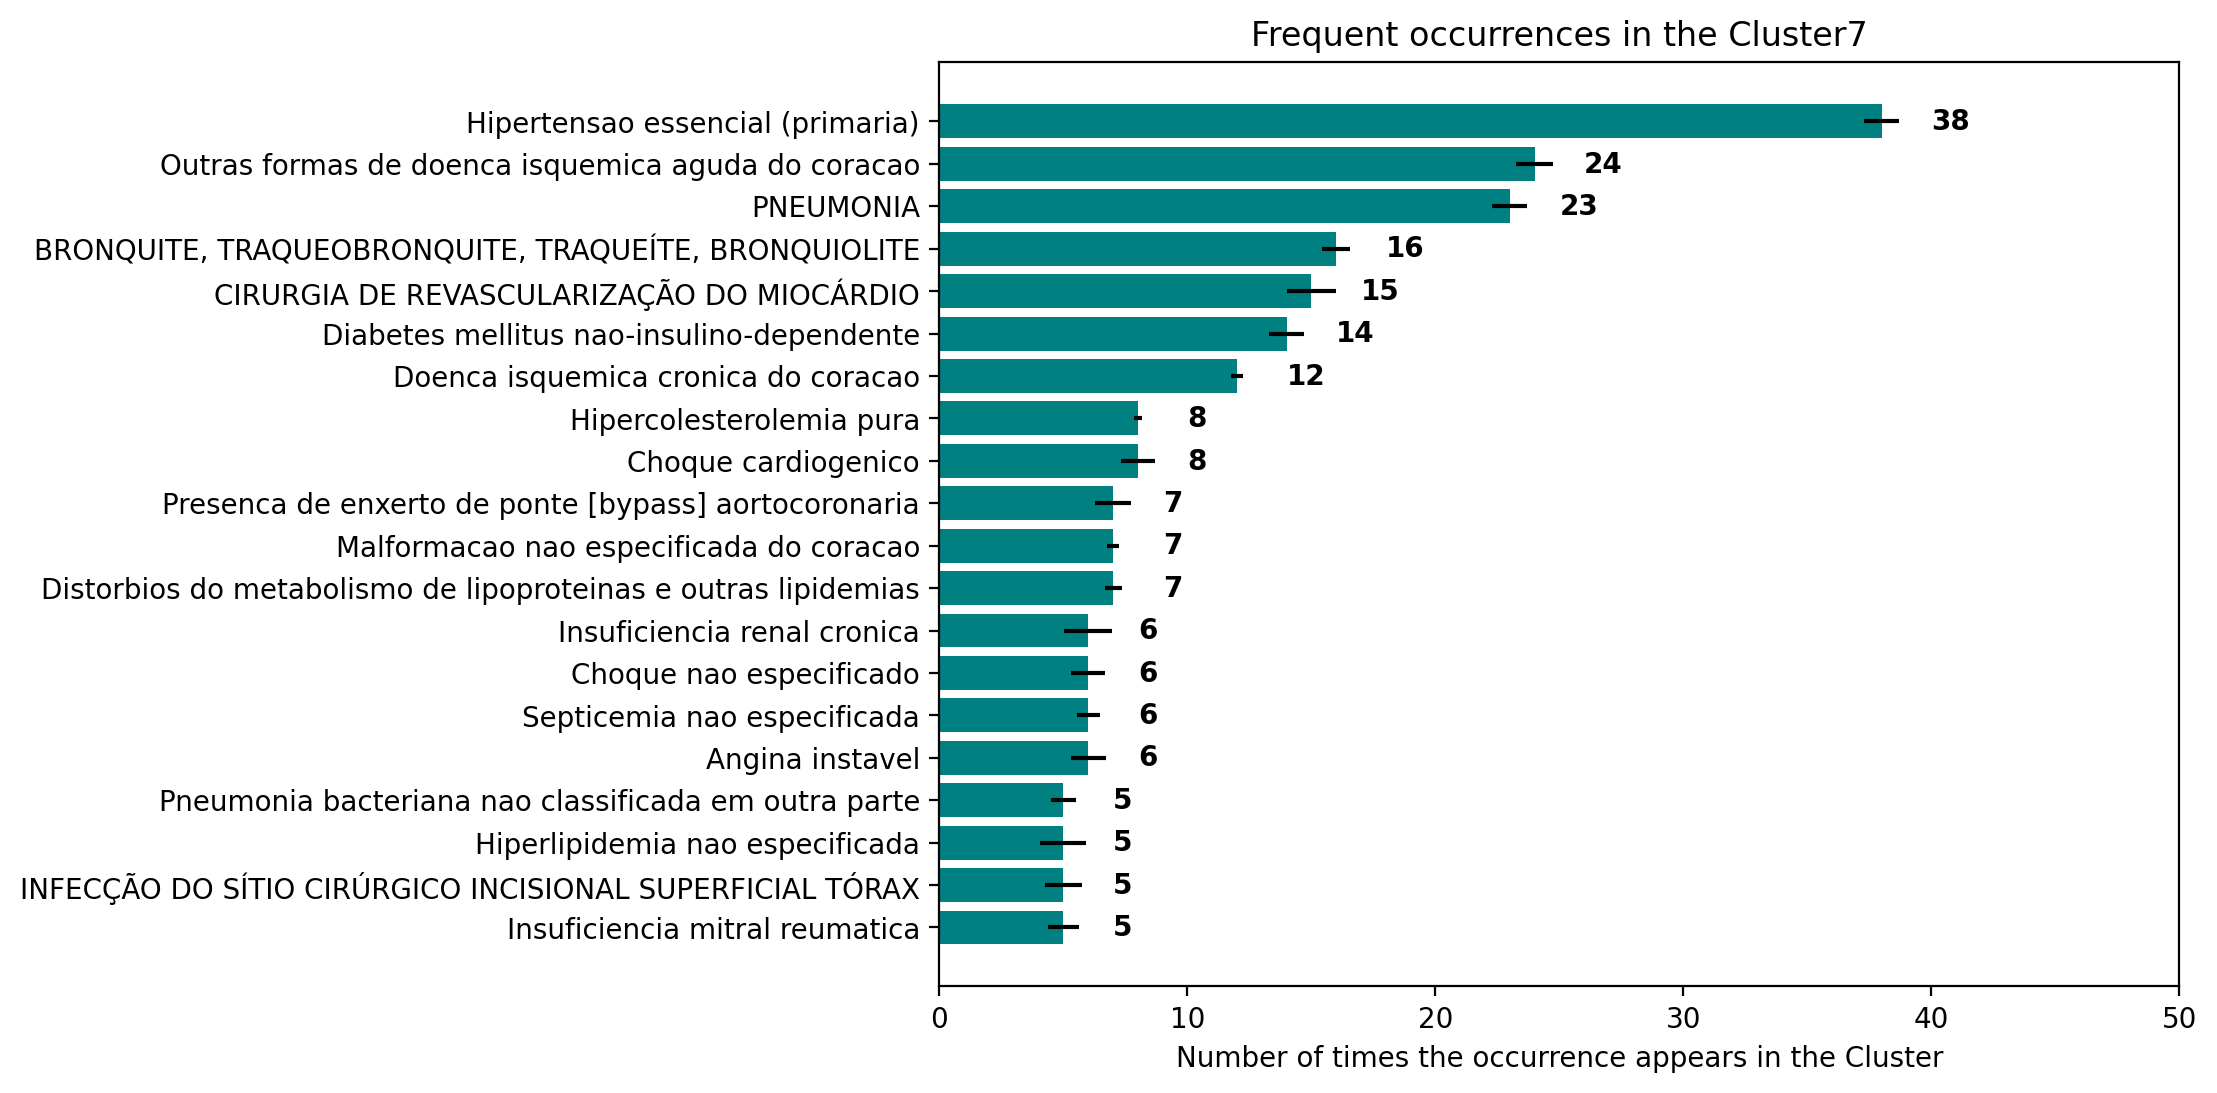 Frequent occurrences in the Cluster7
Hipertensao essencial (primaria) 38
Outras formas de doenca isquemica aguda do coracao 24
PNEUMONIA 23
BRONQUITE, TRAQUEOBRONQUITE, TRAQUEÍTE, BRONQUIOLITE 16
CIRURGIA DE REVASCULARIZAÇÃO DO MIOCÁRDIO 15
Diabetes mellitus nao-insulino-dependente 14
Doenca isquemica cronica do coracao 12
Hipercolesterolemia pura 8
Choque cardiogenico 8
Presenca de enxerto de ponte [bypass] aortocoronaria 7
Malformacao nao especificada do coracao 7
Distorbios do metabolismo de lipoproteinas e outras lipidemias 7
Insuficiencia renal cronica 6
Choque nao especificado 6
Septicemia nao especificada 6
Angina instavel 6
Pneumonia bacteriana nao classificada em outra parte 5
Hiperlipidemia nao especificada 5
INFECÇÃO DO SÍTIO CIRÚRGICO INCISIONAL SUPERFICIAL TÓRAX 5
Insuficiencia mitral reumatica 5
0 10 20 30 40 50
Number of times the occurrence appears in the Cluster